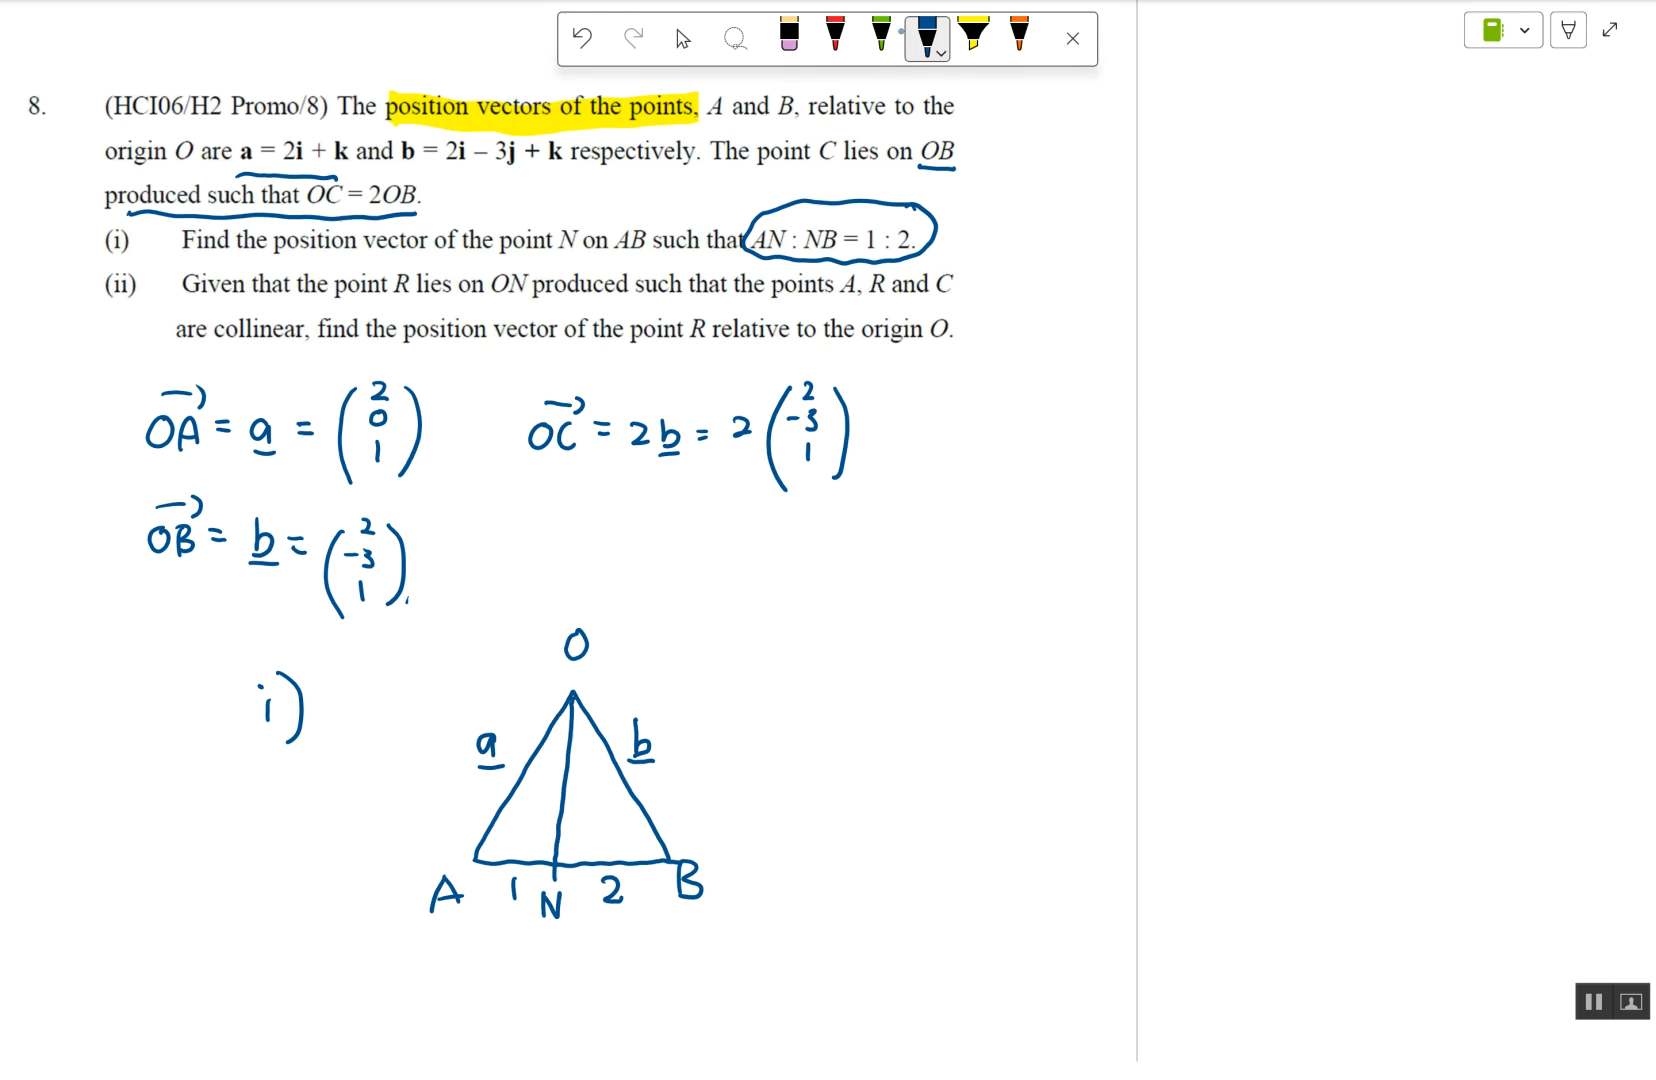 8. (HCI06/H2 Promo/8) The position vectors of the points, A and B, relative to the
origin O are a = 2i + k and b = 2i – 3j + k respectively. The point C lies on OB
produced such that OC = 2OB.
(i) Find the position vector of the point N on AB such that AN : NB = 1 : 2.
(ii) Given that the point R lies on ON produced such that the points A, R and C
are collinear, find the position vector of the point R relative to the origin O.
OA = a = (2 0 1) OC = 2b = 2(2 -3 1)
OB = b = (2 -3 1).
O
i)
a b
A 1 N 2 B